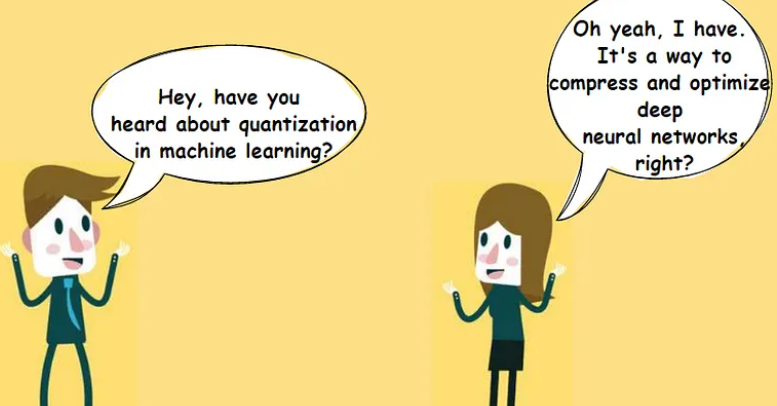 Hey, have you
heard about quantization
in machine learning?
Oh yeah, I have.
It's a way to
compress and optimize
deep
neural networks,
right?